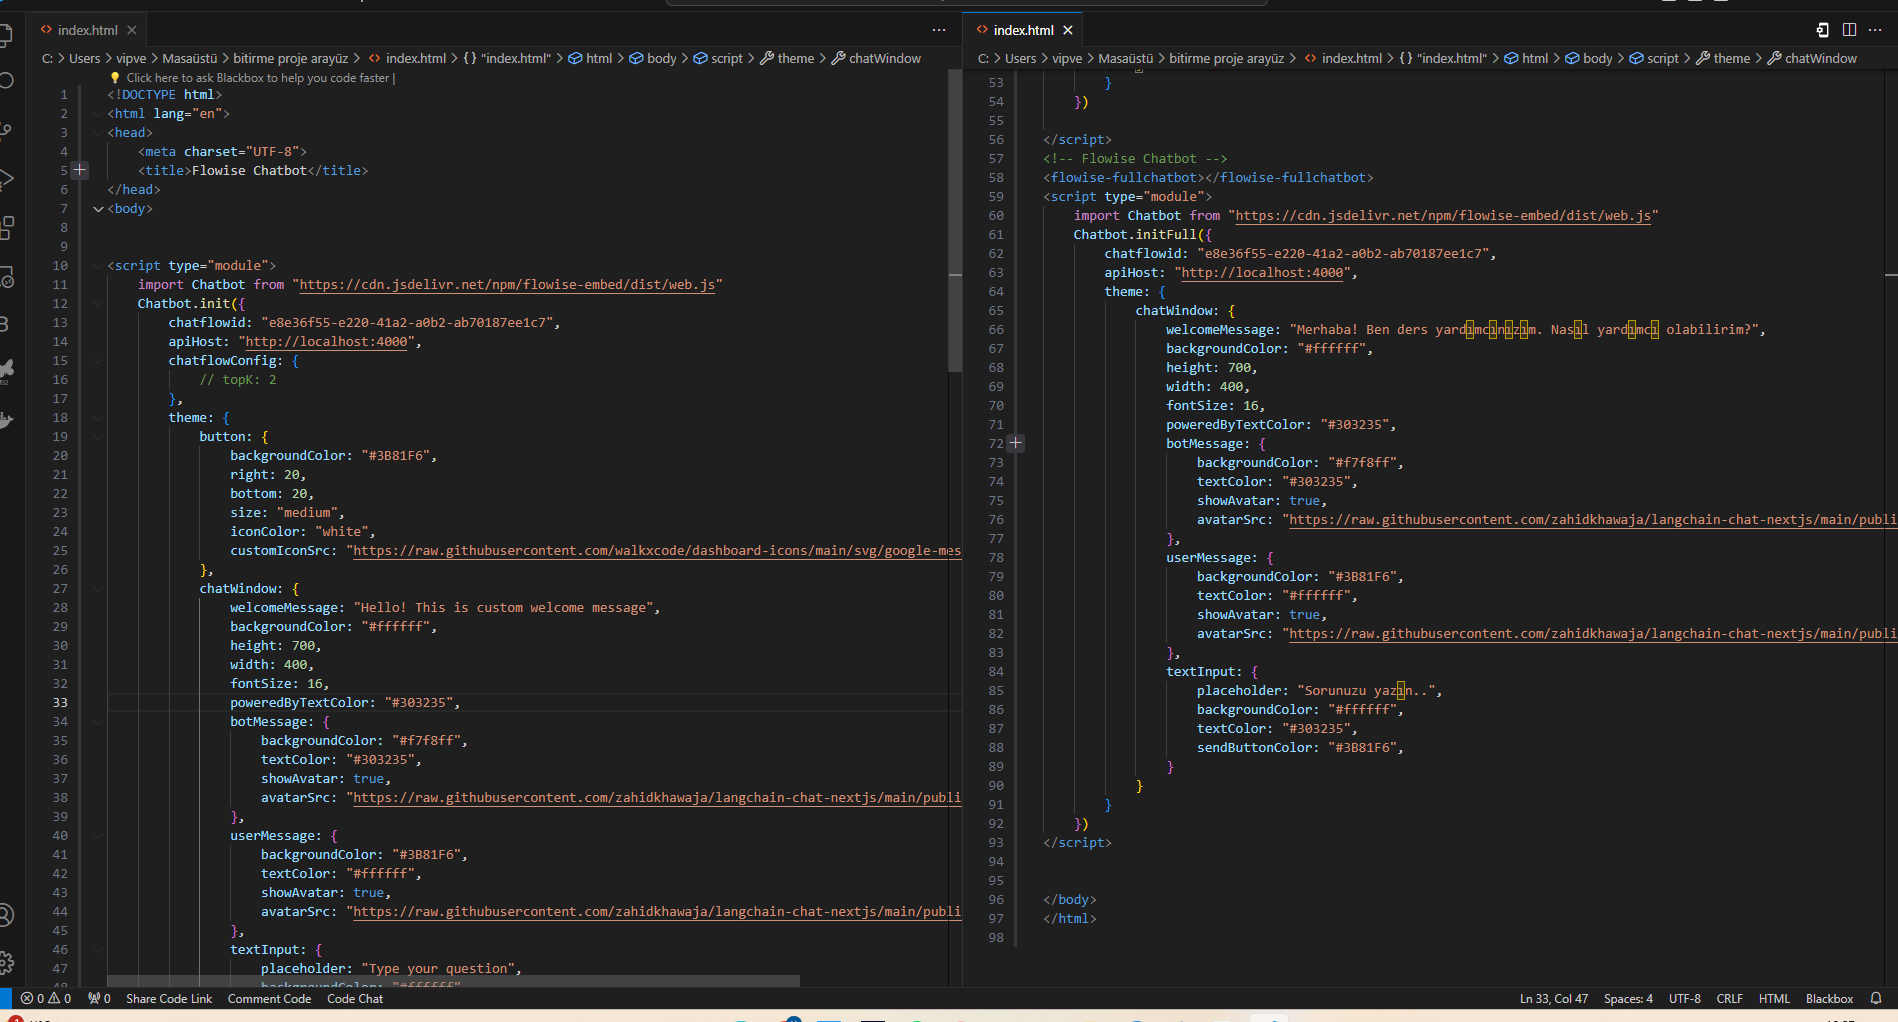 index.html
C: > Users > vipve > Masaüstü > bitirme proje arayüz > index.html > {} "index.html" > html > body > script > theme > chatWindow
Click here to ask Blackbox to help you code faster |
1 <!DOCTYPE html>
2 <html lang="en">
3 <head>
4 <meta charset="UTF-8">
5 <title>Flowise Chatbot</title>
6 </head>
7 <body>
8
9
10 <script type="module">
11 import Chatbot from "https://cdn.jsdelivr.net/npm/flowise-embed/dist/web.js"
12 Chatbot.init({
13 chatflowid: "e8e36f55-e220-41a2-a0b2-ab70187ee1c7",
14 apiHost: "http://localhost:4000",
15 chatflowConfig: {
16 // topK: 2
17 },
18 theme: {
19 button: {
20 backgroundColor: "#3B81F6",
21 right: 20,
22 bottom: 20,
23 size: "medium",
24 iconColor: "white",
25 customIconSrc: "https://raw.githubusercontent.com/walkxcode/dashboard-icons/main/svg/google-mes
26 },
27 chatWindow: {
28 welcomeMessage: "Hello! This is custom welcome message",
29 backgroundColor: "#ffffff",
30 height: 700,
31 width: 400,
32 fontSize: 16,
33 poweredByTextColor: "#303235",
34 botMessage: {
35 backgroundColor: "#f7f8ff",
36 textColor: "#303235",
37 showAvatar: true,
38 avatarSrc: "https://raw.githubusercontent.com/zahidkhawaja/langchain-chat-nextjs/main/publi
39 },
40 userMessage: {
41 backgroundColor: "#3B81F6",
42 textColor: "#ffffff",
43 showAvatar: true,
44 avatarSrc: "https://raw.githubusercontent.com/zahidkhawaja/langchain-chat-nextjs/main/publi
45 },
46 textInput: {
47 placeholder: "Type your question",
index.html
C: > Users > vipve > Masaüstü > bitirme proje arayüz > index.html > {} "index.html" > html > body > script > theme > chatWindow
53 }
54 })
55
56 </script>
57 <!-- Flowise Chatbot -->
58 <flowise-fullchatbot></flowise-fullchatbot>
59 <script type="module">
60 import Chatbot from "https://cdn.jsdelivr.net/npm/flowise-embed/dist/web.js"
61 Chatbot.initFull({
62 chatflowid: "e8e36f55-e220-41a2-a0b2-ab70187ee1c7",
63 apiHost: "http://localhost:4000",
64 theme: {
65 chatWindow: {
66 welcomeMessage: "Merhaba! Ben ders yardımcınızım. Nasıl yardımcı olabilirim?",
67 backgroundColor: "#ffffff",
68 height: 700,
69 width: 400,
70 fontSize: 16,
71 poweredByTextColor: "#303235",
72 botMessage: {
73 backgroundColor: "#f7f8ff",
74 textColor: "#303235",
75 showAvatar: true,
76 avatarSrc: "https://raw.githubusercontent.com/zahidkhawaja/langchain-chat-nextjs/main/publi
77 },
78 userMessage: {
79 backgroundColor: "#3B81F6",
80 textColor: "#ffffff",
81 showAvatar: true,
82 avatarSrc: "https://raw.githubusercontent.com/zahidkhawaja/langchain-chat-nextjs/main/publi
83 },
84 textInput: {
85 placeholder: "Sorunuzu yazın..",
86 backgroundColor: "#ffffff",
87 textColor: "#303235",
88 sendButtonColor: "#3B81F6",
89 }
90 }
91 }
92 })
93 </script>
94
95
96 </body>
97 </html>
98
0 0 0 Share Code Link Comment Code Code Chat Ln 33, Col 47 Spaces: 4 UTF-8 CRLF HTML Blackbox